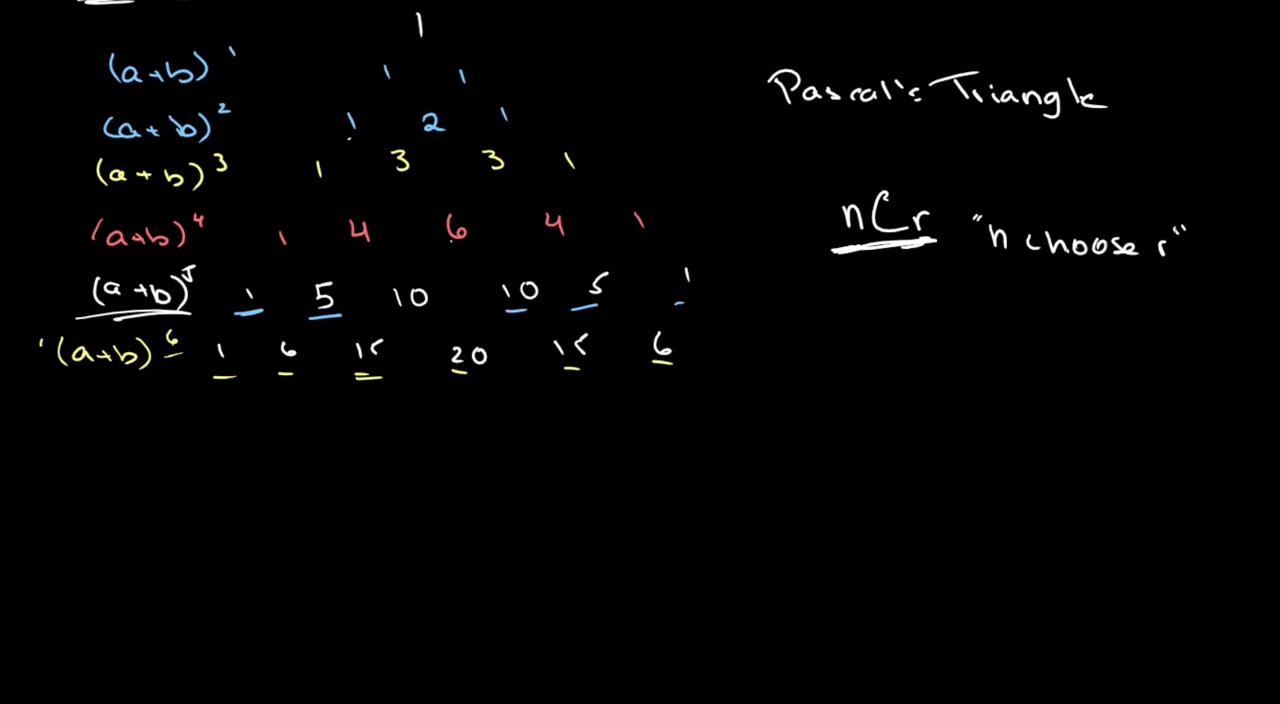 1
(a+b)¹ 1 1
Pascal's Triangle
(a+b)² 1 2 1
(a+b)³ 1 3 3 1
nCr "n choose r"
(a+b)⁴ 1 4 6 4 1
(a+b)⁵ 1 5 10 10 5 1
(a+b)⁶ 1 6 15 20 15 6